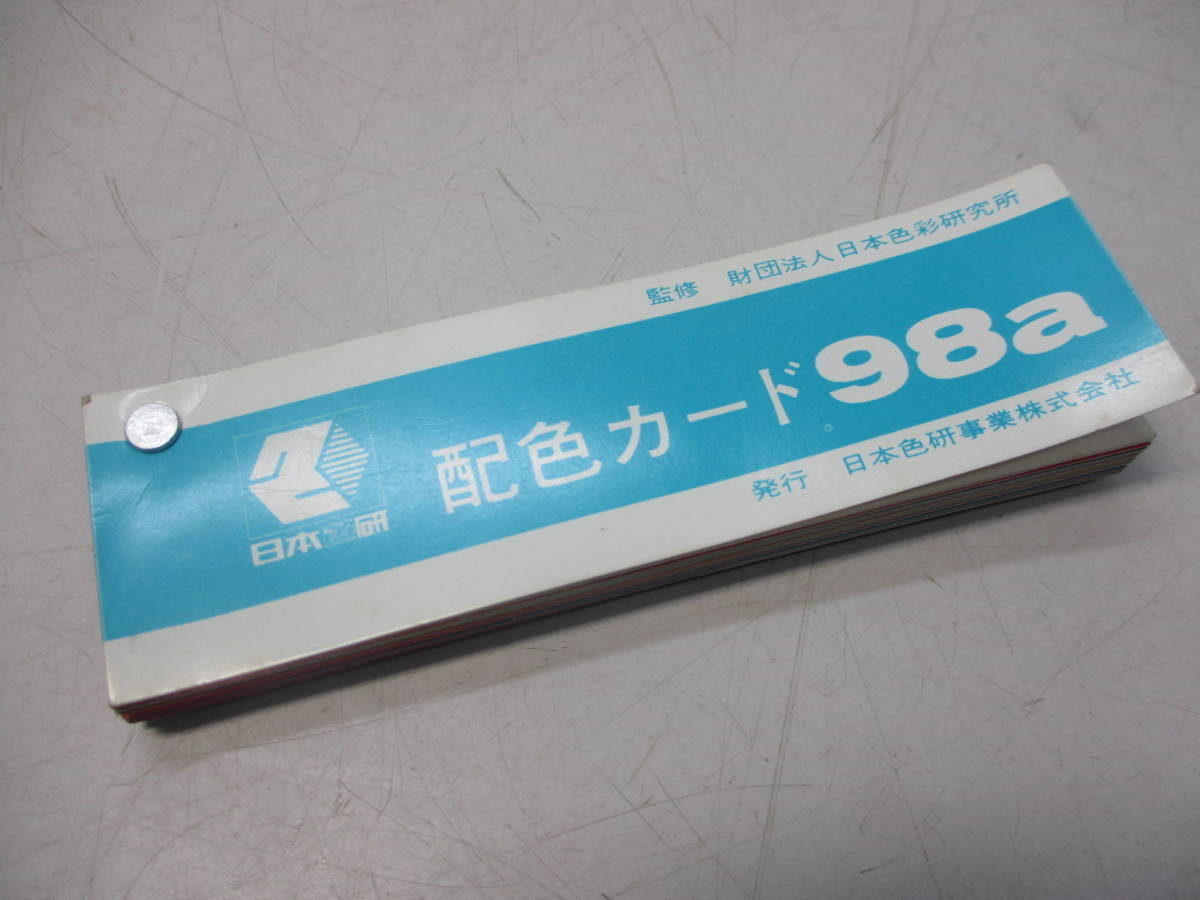 監修 財団法人日本色彩研究所
配色カード98a
日本色研
発行 日本色研事業株式会社